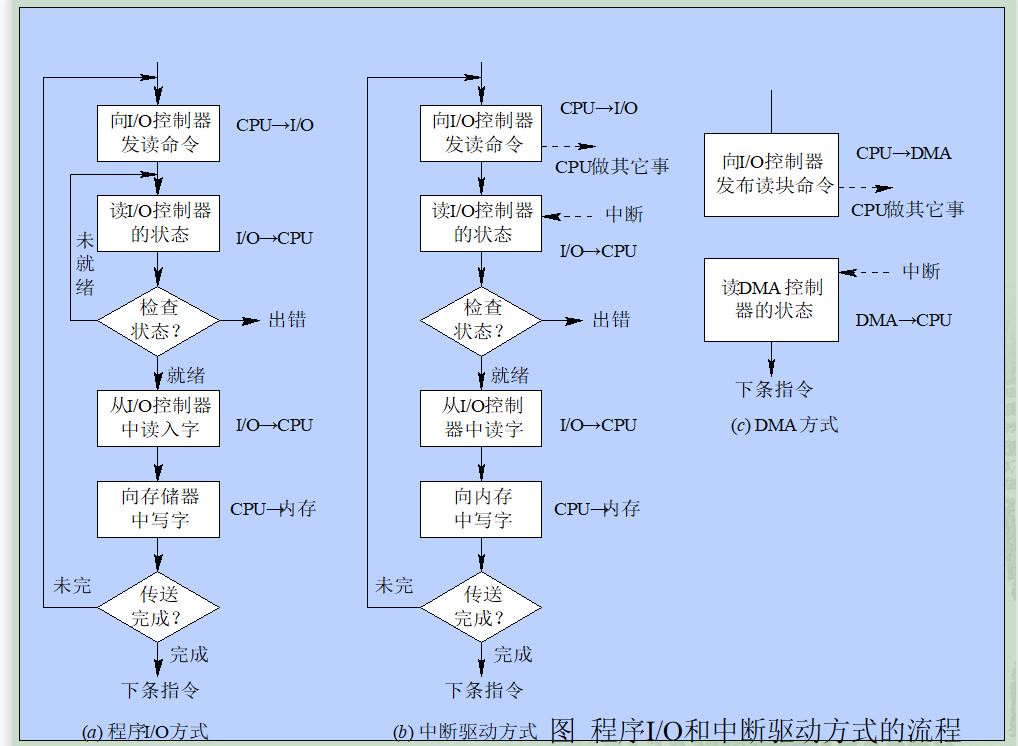 向I/O控制器
发读命令
CPU→I/O
读I/O控制器
的状态
I/O→CPU
未
就
绪
检查
状态？
出错
就绪
从I/O控制器
中读入字
I/O→CPU
向存储器
中写字
CPU→内存
未完
传送
完成？
完成
下条指令
(a) 程序I/O方式
向I/O控制器
发读命令
CPU→I/O
CPU做其它事
读I/O控制器
的状态
中断
I/O→CPU
检查
状态？
出错
就绪
从I/O控制
器中读字
I/O→CPU
向内存
中写字
CPU→内存
未完
传送
完成？
完成
下条指令
(b) 中断驱动方式
向I/O控制器
发布读块命令
CPU→DMA
CPU做其它事
读DMA 控制
器的状态
中断
DMA→CPU
下条指令
(c) DMA 方式
图 程序I/O和中断驱动方式的流程